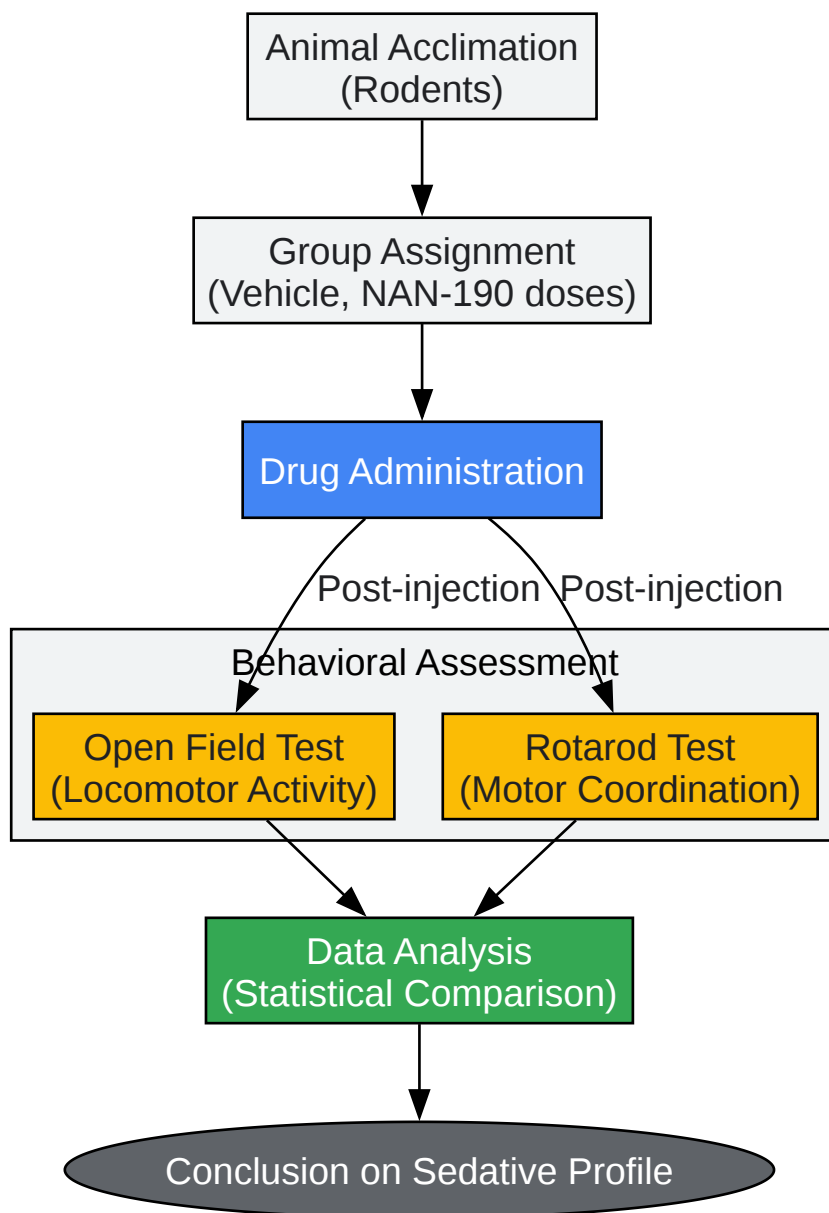 Animal Acclimation
(Rodents)
Group Assignment
(Vehicle, NAN-190 doses)
Drug Administration
Post-injection
Post-injection
Behavioral Assessment
Open Field Test
(Locomotor Activity)
Rotarod Test
(Motor Coordination)
Data Analysis
(Statistical Comparison)
Conclusion on Sedative Profile